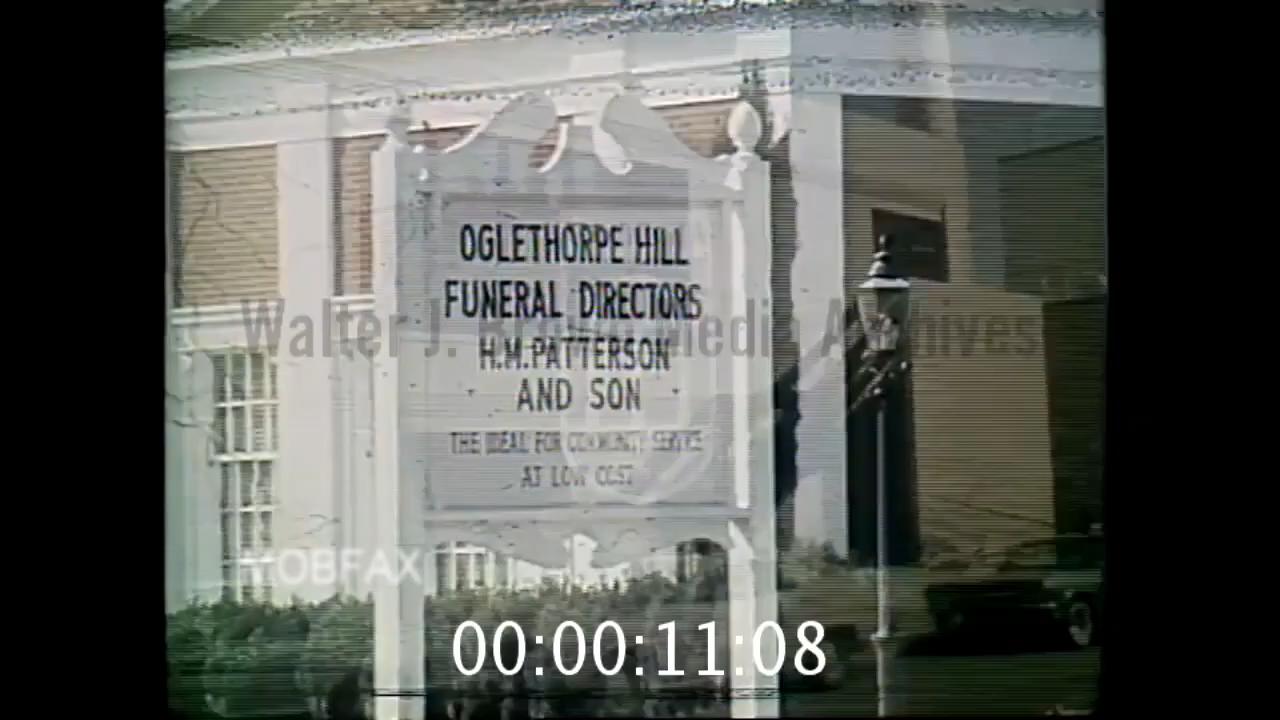 OGLETHORPE HILL
FUNERAL DIRECTORS
Walter J. Brown Media Archives
H.M. PATTERSON
AND SON
THE IDEAL FOR COMMUNITY SERVICE
AT LOW COST
MOBFAX
00:00:11:08